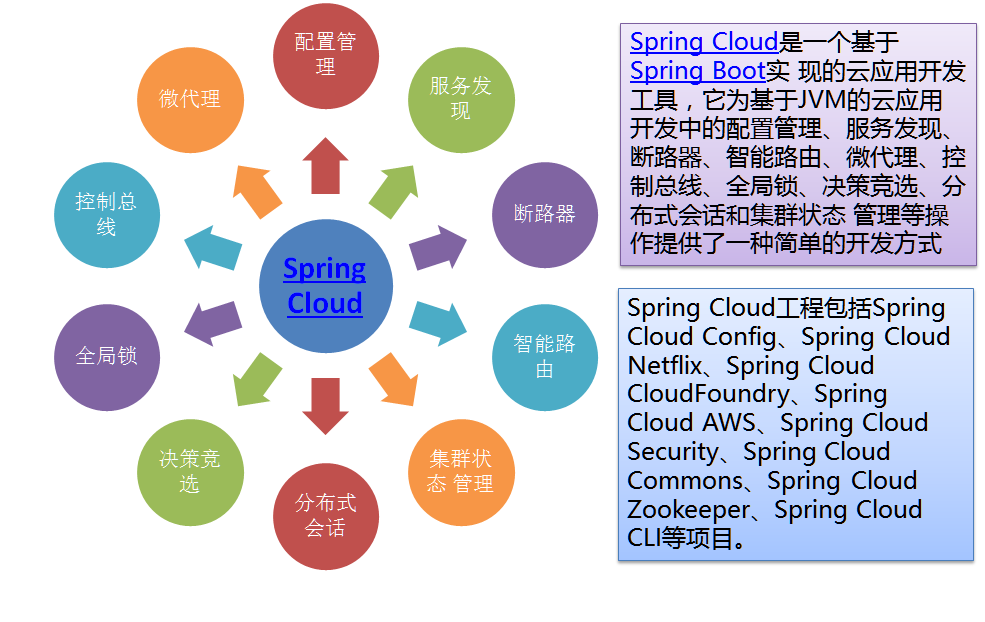 配置管
理
服务发
现
断路器
智能路
由
集群状
态 管理
分布式
会话
决策竞
选
全局锁
控制总
线
微代理
Spring
Cloud
Spring Cloud是一个基于
Spring Boot实 现的云应用开发
工具，它为基于JVM的云应用
开发中的配置管理、服务发现、
断路器、智能路由、微代理、控
制总线、全局锁、决策竞选、分
布式会话和集群状态 管理等操
作提供了一种简单的开发方式
Spring Cloud工程包括Spring
Cloud Config、Spring Cloud
Netflix、Spring Cloud
CloudFoundry、Spring
Cloud AWS、Spring Cloud
Security、Spring Cloud
Commons、Spring Cloud
Zookeeper、Spring Cloud
CLI等项目。